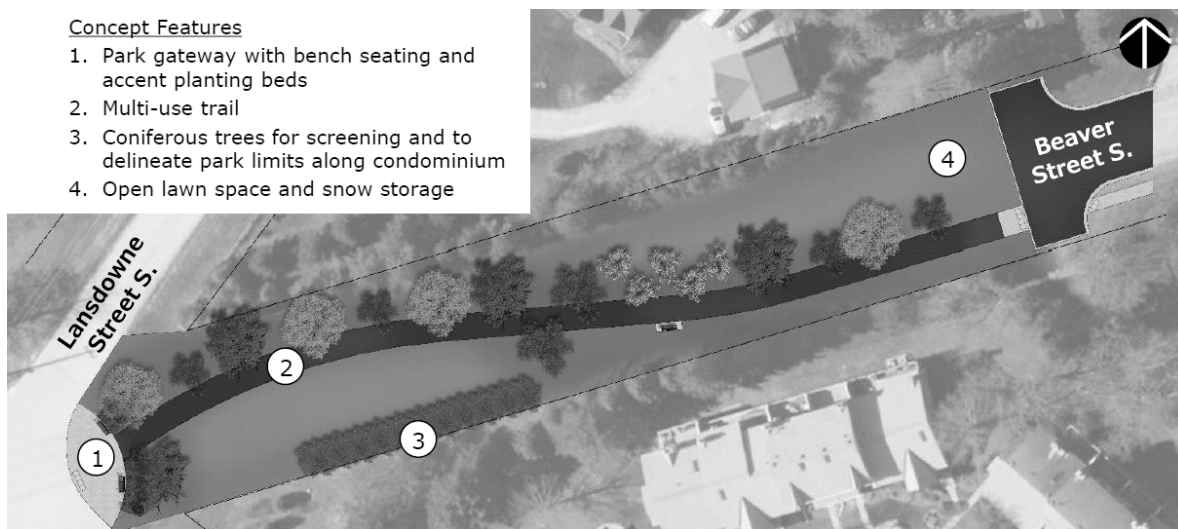 Concept Features
1. Park gateway with bench seating and
accent planting beds
2. Multi-use trail
3. Coniferous trees for screening and to
delineate park limits along condominium
4. Open lawn space and snow storage
4
Beaver
Street S.
Lansdowne
Street S.
2
3
1